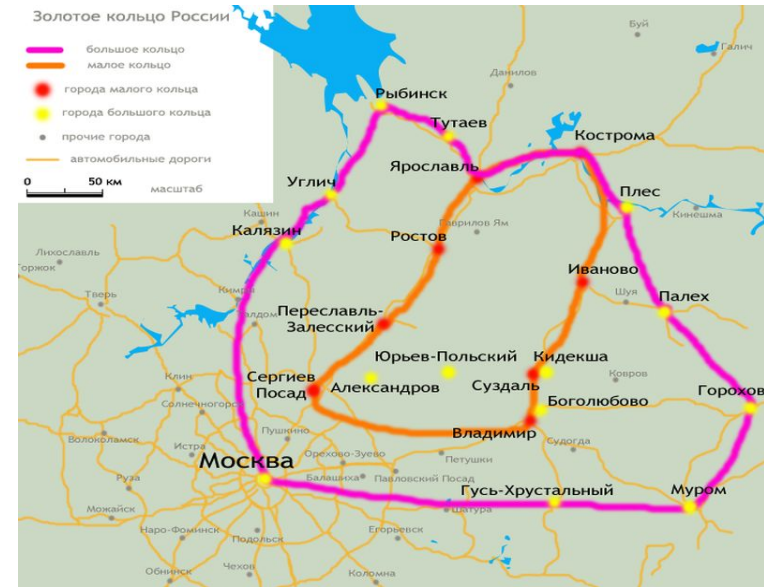 Золотое кольцо России
большое кольцо
малое кольцо
города малого кольца
города большого кольца
прочие города
автомобильные дороги
0 50 км
масштаб
Буй
Галич
Данилов
Рыбинск
Тутаев
Кострома
Ярославль
Углич
Плес
Кашин
Гаврилов Ям
Кинешма
Калязин
Ростов
Лихославль
Торжок
Иваново
Тверь
Кимры
Шуя
Палех
Талдом
Переславль-
Залесский
Юрьев-Польский
Кидекша
Клин
Сергиев
Посад
Александров
Суздаль
Ковров
Горохов
Солнечногорс
Боголюбово
Владимир
Волоколамск
Истра
Пушкино
Судогда
Москва
Орехово-Зуево
Петушки
Руза
Балашиха
Павловский Посад
Гусь-Хрустальный
Муром
Можайск
Шатура
Наро-Фоминск
Подольск
Егорьевск
Обнинск
Чехов
Коломна